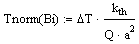 Tnorm(Bi) := ΔT · k_th / (Q · a²)